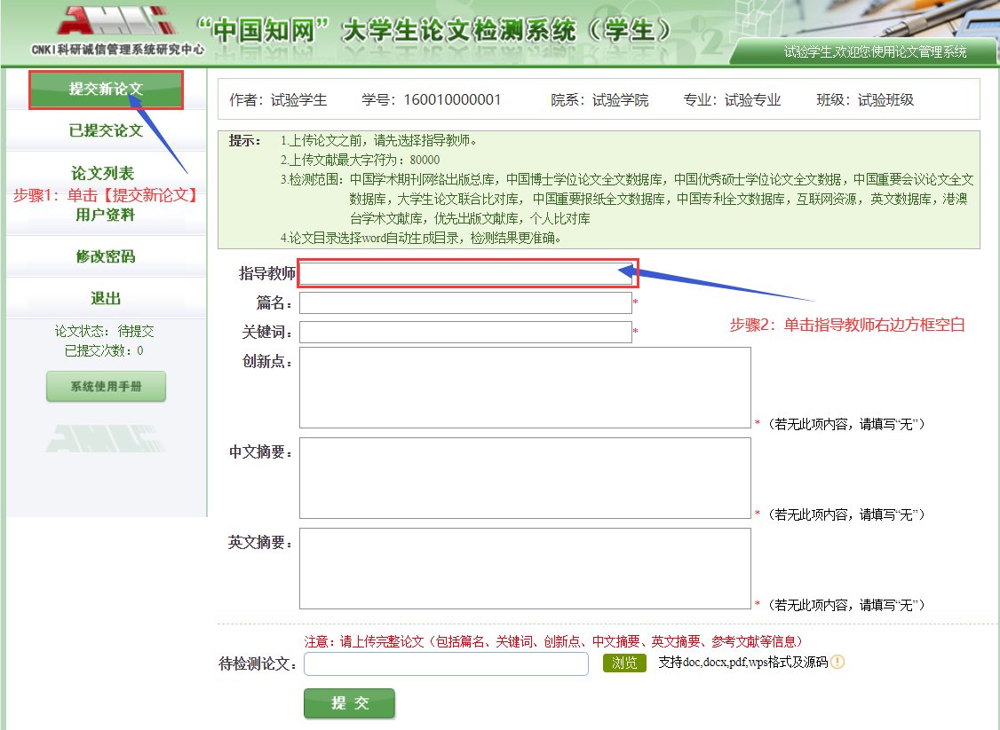 “中国知网”大学生论文检测系统（学生）
CNKI科研诚信管理系统研究中心
试验学生,欢迎您使用论文管理系统
提交新论文
已提交论文
论文列表
步骤1：单击【提交新论文】
用户资料
修改密码
退出
论文状态：待提交
已提交次数：0
系统使用手册
作者：试验学生 学号：160010000001 院系：试验学院 专业：试验专业 班级：试验班级
提示： 1.上传论文之前，请先选择指导教师。
2.上传文献最大字符为：80000
3.检测范围：中国学术期刊网络出版总库，中国博士学位论文全文数据库，中国优秀硕士学位论文全文数据，中国重要会议论文全文
数据库，大学生论文联合比对库， 中国重要报纸全文数据库，中国专利全文数据库，互联网资源， 英文数据库，港澳
台学术文献库，优先出版文献库，个人比对库
4.论文目录选择word自动生成目录，检测结果更准确。
指导教师
篇名： *
步骤2：单击指导教师右边方框空白
关键词： *
创新点：
*（若无此项内容，请填写“无”）
中文摘要：
*（若无此项内容，请填写“无”）
英文摘要：
*（若无此项内容，请填写“无”）
注意：请上传完整论文（包括篇名、关键词、创新点、中文摘要、英文摘要、参考文献等信息）
待检测论文： 浏览 支持doc,docx,pdf,wps格式及源码
提 交